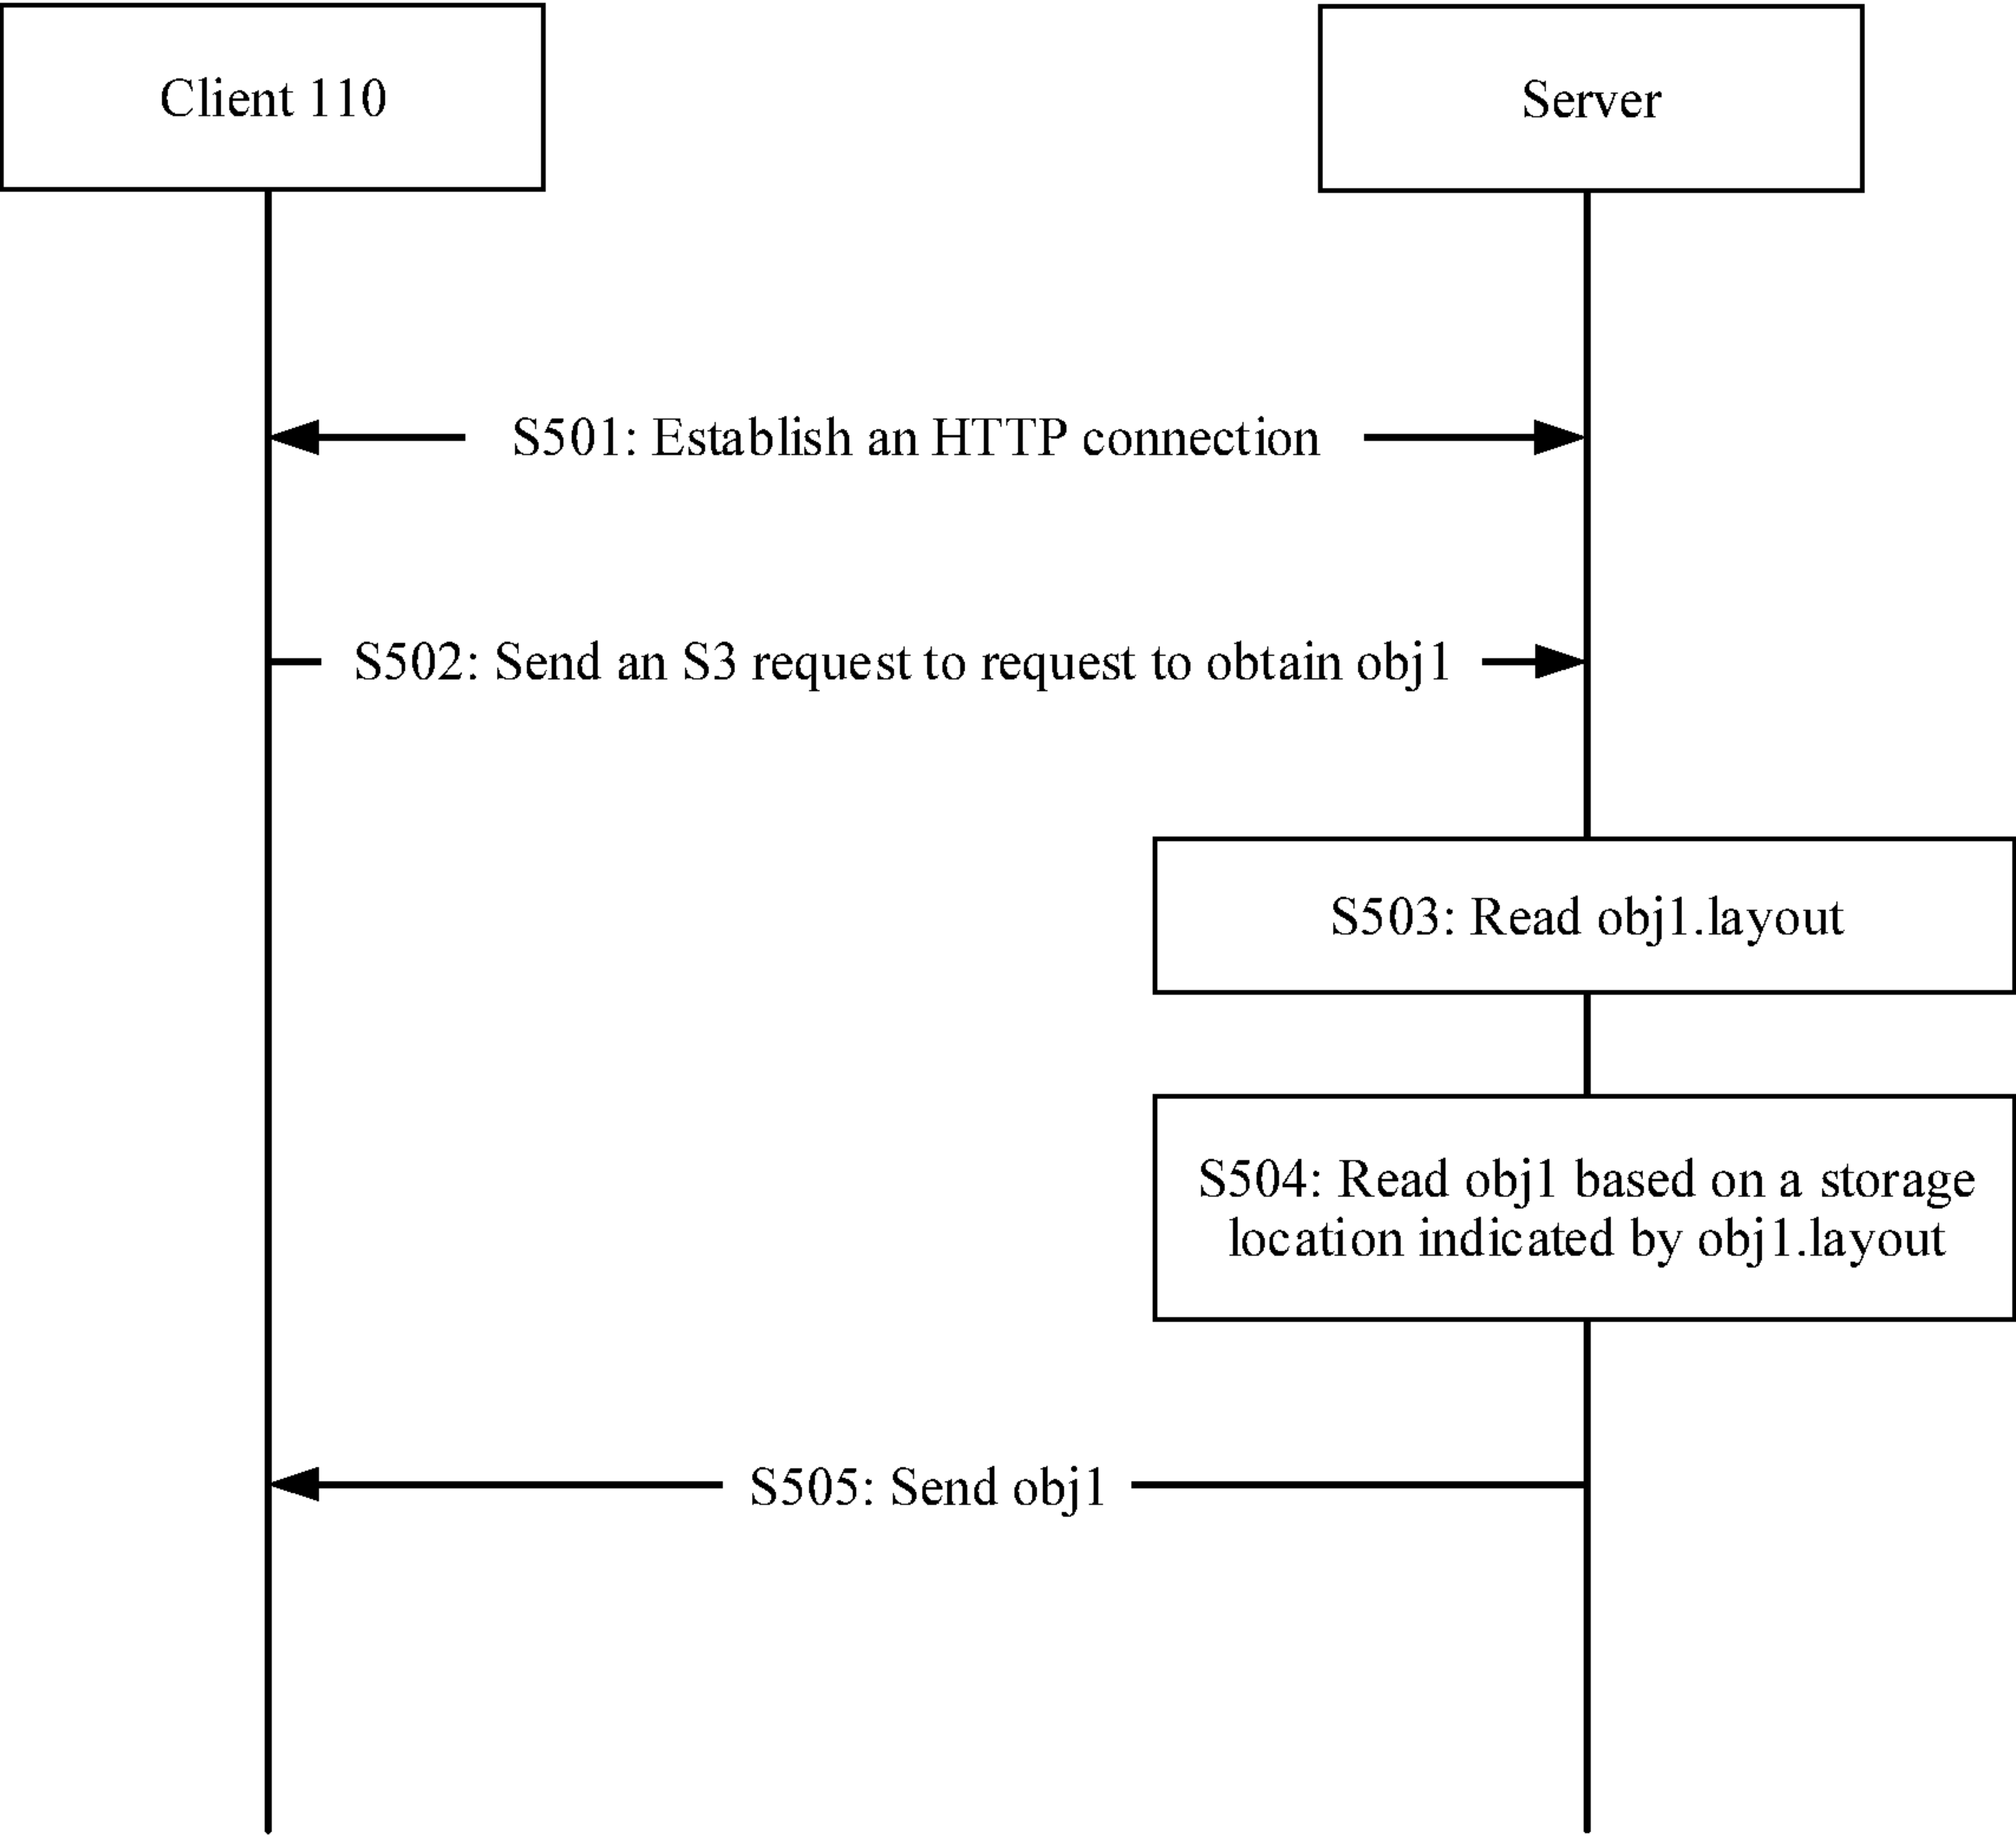 Client 110
Server
S501: Establish an HTTP connection
S502: Send an S3 request to request to obtain obj1
S503: Read obj1.layout
S504: Read obj1 based on a storage
location indicated by obj1.layout
S505: Send obj1